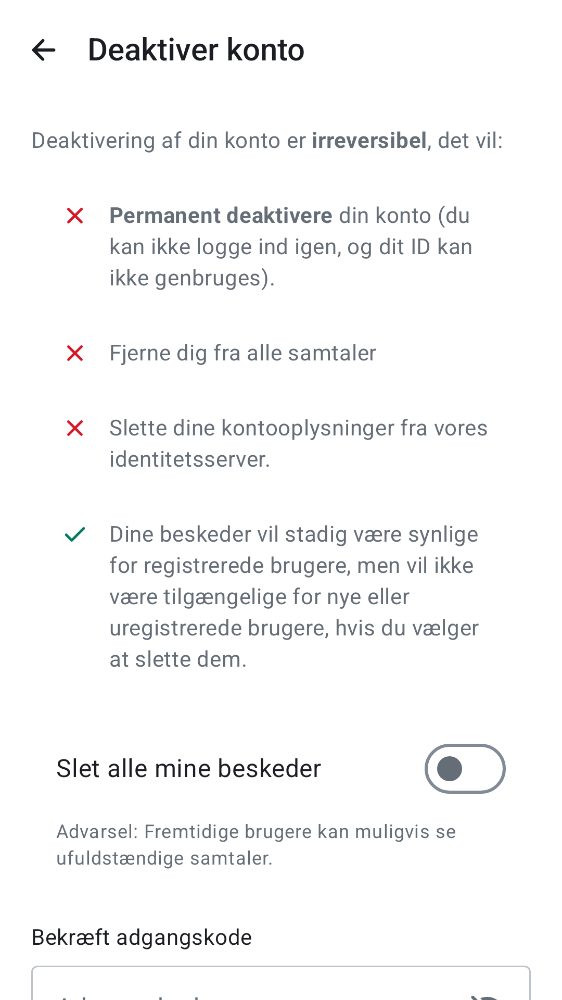 Deaktiver konto
Deaktivering af din konto er irreversibel, det vil:
Permanent deaktivere din konto (du
kan ikke logge ind igen, og dit ID kan
ikke genbruges).
Fjerne dig fra alle samtaler
Slette dine kontooplysninger fra vores
identitetsserver.
Dine beskeder vil stadig være synlige
for registrerede brugere, men vil ikke
være tilgængelige for nye eller
uregistrerede brugere, hvis du vælger
at slette dem.
Slet alle mine beskeder
Advarsel: Fremtidige brugere kan muligvis se
ufuldstændige samtaler.
Bekræft adgangskode